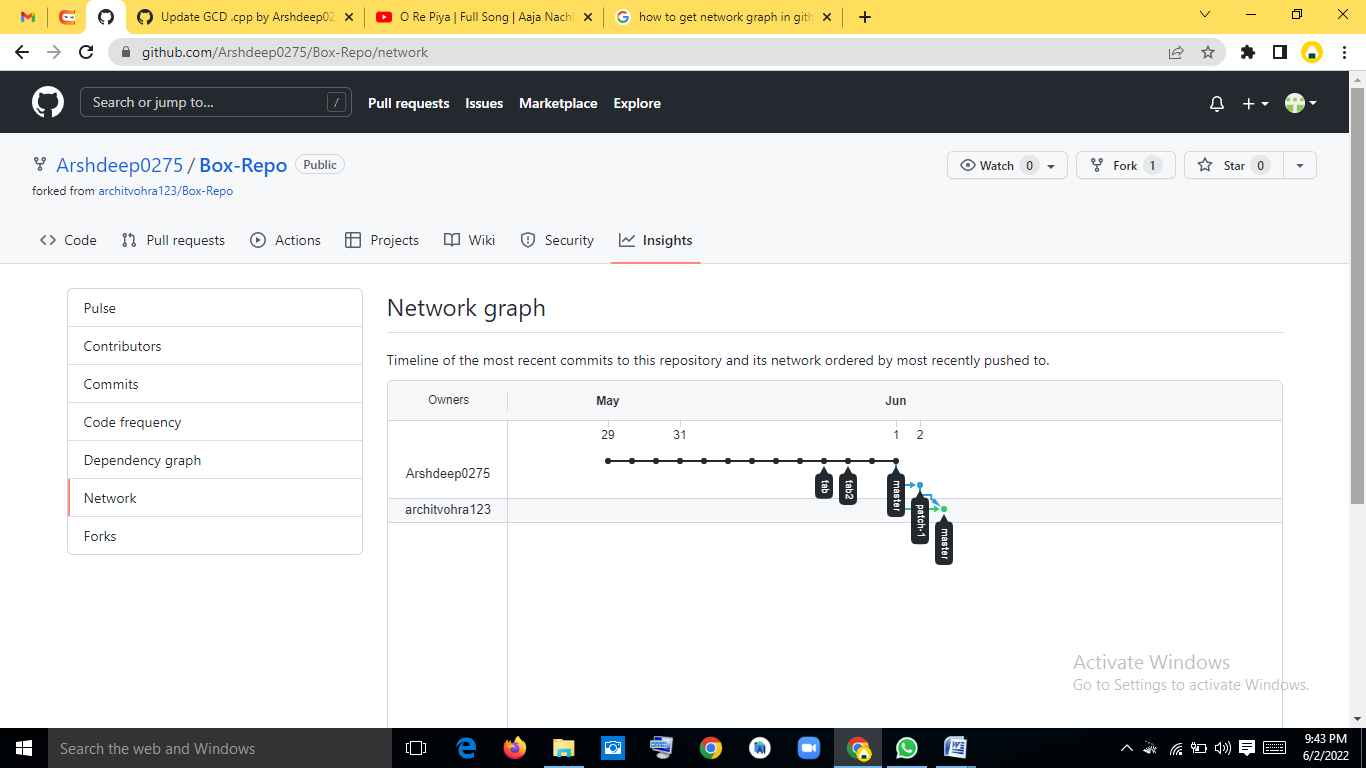 Update GCD .cpp by Arshdeep02
O Re Piya | Full Song | Aaja Nach
how to get network graph in gith
github.com/Arshdeep0275/Box-Repo/network
Search or jump to...
/
Pull requests
Issues
Marketplace
Explore
Arshdeep0275 / Box-Repo
Public
Watch 0
Fork 1
Star 0
forked from architvohra123/Box-Repo
Code
Pull requests
Actions
Projects
Wiki
Security
Insights
Pulse
Contributors
Commits
Code frequency
Dependency graph
Network
Forks
Network graph
Timeline of the most recent commits to this repository and its network ordered by most recently pushed to.
Owners
May
Jun
29
31
1
2
Arshdeep0275
architvohra123
tab
tab2
master
patch-1
master
Activate Windows
Go to Settings to activate Windows.
Search the web and Windows
9:43 PM
6/2/2022